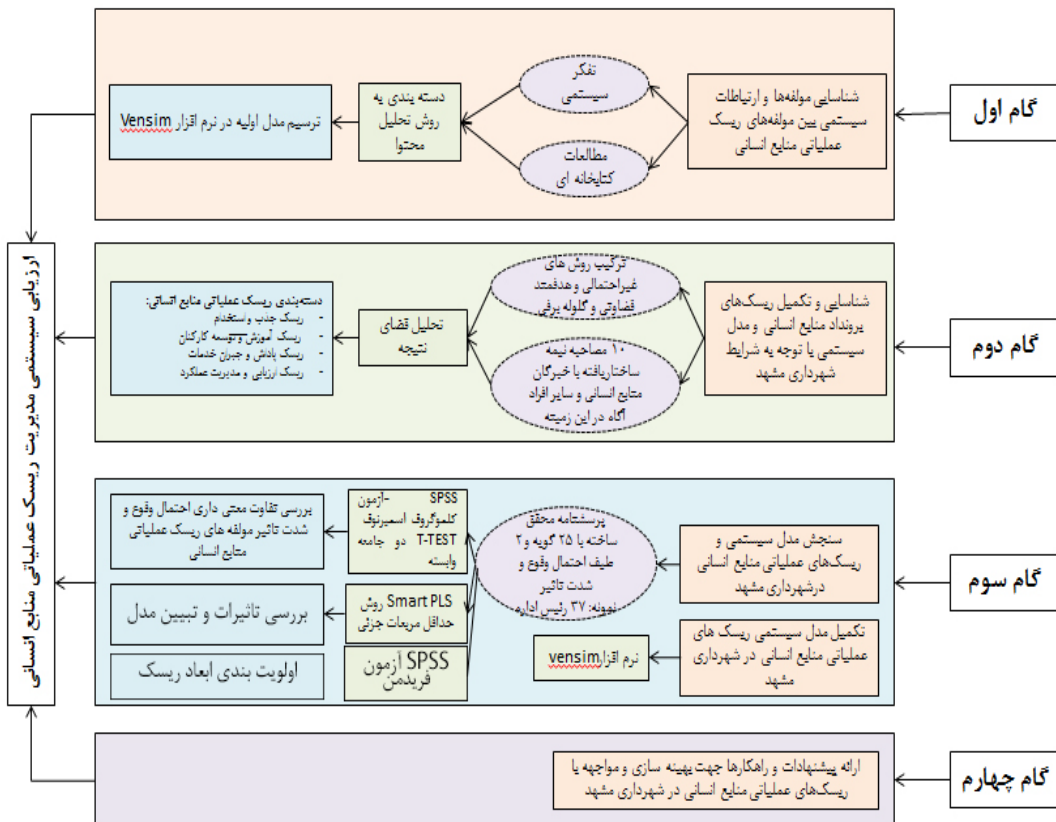 گام اول
شناسایی مولفه‌ها و ارتباطات
سیستمی بین مولفه‌های ریسک
عملیاتی منابع انسانی
تفکر
سیستمی
مطالعات
کتابخانه ای
دسته بندی به
روش تحلیل
محتوا
ترسیم مدل اولیه در نرم افزار Vensim
گام دوم
شناسایی و تکمیل ریسک‌های
پرونداد منابع انسانی و مدل
سیستمی با توجه به شرایط
شهرداری مشهد
ترکیب روش های
غیراحتمالی و هدفمند
قضاوتی و گلوله برفی
۱۰ مصاحبه نیمه
ساختاریافته با خبرگان
منابع انسانی و سایر افراد
آگاه در این زمینه
تحلیل فضای
نتیجه
دسته‌بندی ریسک عملیاتی منابع انسانی:
- ریسک جذب و استخدام
- ریسک آموزش و توسعه کارکنان
- ریسک پاداش و جبران خدمات
- ریسک ارزیابی و مدیریت عملکرد
گام سوم
سنجش مدل سیستمی و
ریسک‌های عملیاتی منابع انسانی
در شهرداری مشهد
پرسشنامه محقق
ساخته با ۲۵ گویه و ۲
طیف احتمال وقوع و
شدت تاثیر
نمونه: ۳۷ رئیس اداره
SPSS -آزمون
کلموگروف اسمیرنوف
T-TEST دو جامعه
وابسته
بررسی تفاوت معنی داری احتمال وقوع و
شدت تاثیر مولفه های ریسک عملیاتی
منابع انسانی
Smart PLS روش
حداقل مربعات جزئی
بررسی تاثیرات و تبیین مدل
SPSS آزمون
فریدمن
اولویت بندی ابعاد ریسک
تکمیل مدل سیستمی ریسک های
عملیاتی منابع انسانی در شهرداری
مشهد
نرم افزار vensim
گام چهارم
ارائه پیشنهادات و راهکارها جهت بهینه سازی و مواجهه با
ریسک‌های عملیاتی منابع انسانی در شهرداری مشهد
ارزیابی سیستمی مدیریت ریسک عملیاتی منابع انسانی